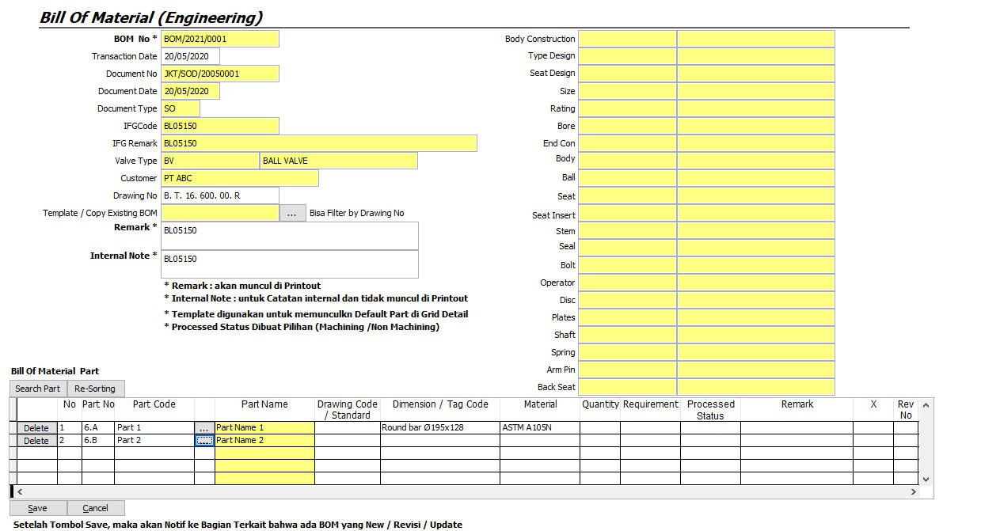 Bill Of Material (Engineering)
BOM No * BOM/2021/0001
Transaction Date 20/05/2020
Document No JKT/SOD/20050001
Document Date 20/05/2020
Document Type SO
IFGCode BL05150
IFG Remark BL05150
Valve Type BV BALL VALVE
Customer PT ABC
Drawing No B. T. 16. 600. 00. R
Template / Copy Existing BOM ... Bisa Filter by Drawing No
Remark * BL05150
Internal Note * BL05150
* Remark : akan muncul di Printout
* Internal Note : untuk Catatan internal dan tidak muncul di Printout
* Template digunakan untuk memunculkn Default Part di Grid Detail
* Processed Status Dibuat Pilihan (Machining /Non Machining)
Body Construction
Type Design
Seat Design
Size
Rating
Bore
End Con
Body
Ball
Seat
Seat Insert
Stem
Seal
Bolt
Operator
Disc
Plates
Shaft
Spring
Arm Pin
Back Seat
Bill Of Material Part
Search Part Re-Sorting
No Part No Part Code Part Name Drawing Code / Standard Dimension / Tag Code Material Quantity Requirement Processed Status Remark X Rev No
Delete 1 6.A Part 1 ... Part Name 1 Round bar Ø195x128 ASTM A105N
Delete 2 6.B Part 2 ... Part Name 2
Save Cancel
Setelah Tombol Save, maka akan Notif ke Bagian Terkait bahwa ada BOM yang New / Revisi / Update